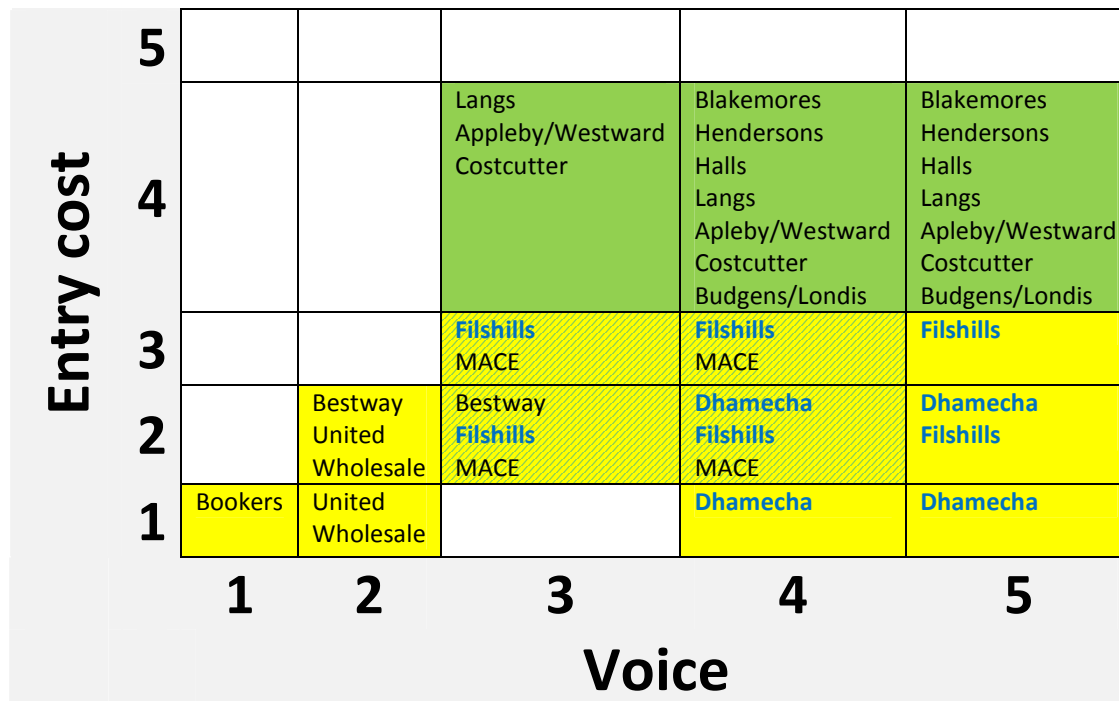 Entry cost
5
4
Langs
Appleby/Westward
Costcutter
Blakemores
Hendersons
Halls
Langs
Apleby/Westward
Costcutter
Budgens/Londis
Blakemores
Hendersons
Halls
Langs
Apleby/Westward
Costcutter
Budgens/Londis
3
Filshills
MACE
Filshills
MACE
Filshills
2
Bestway
United
Wholesale
Bestway
Filshills
MACE
Dhamecha
Filshills
MACE
Dhamecha
Filshills
1
Bookers
United
Wholesale
Dhamecha
Dhamecha
1 2 3 4 5
Voice